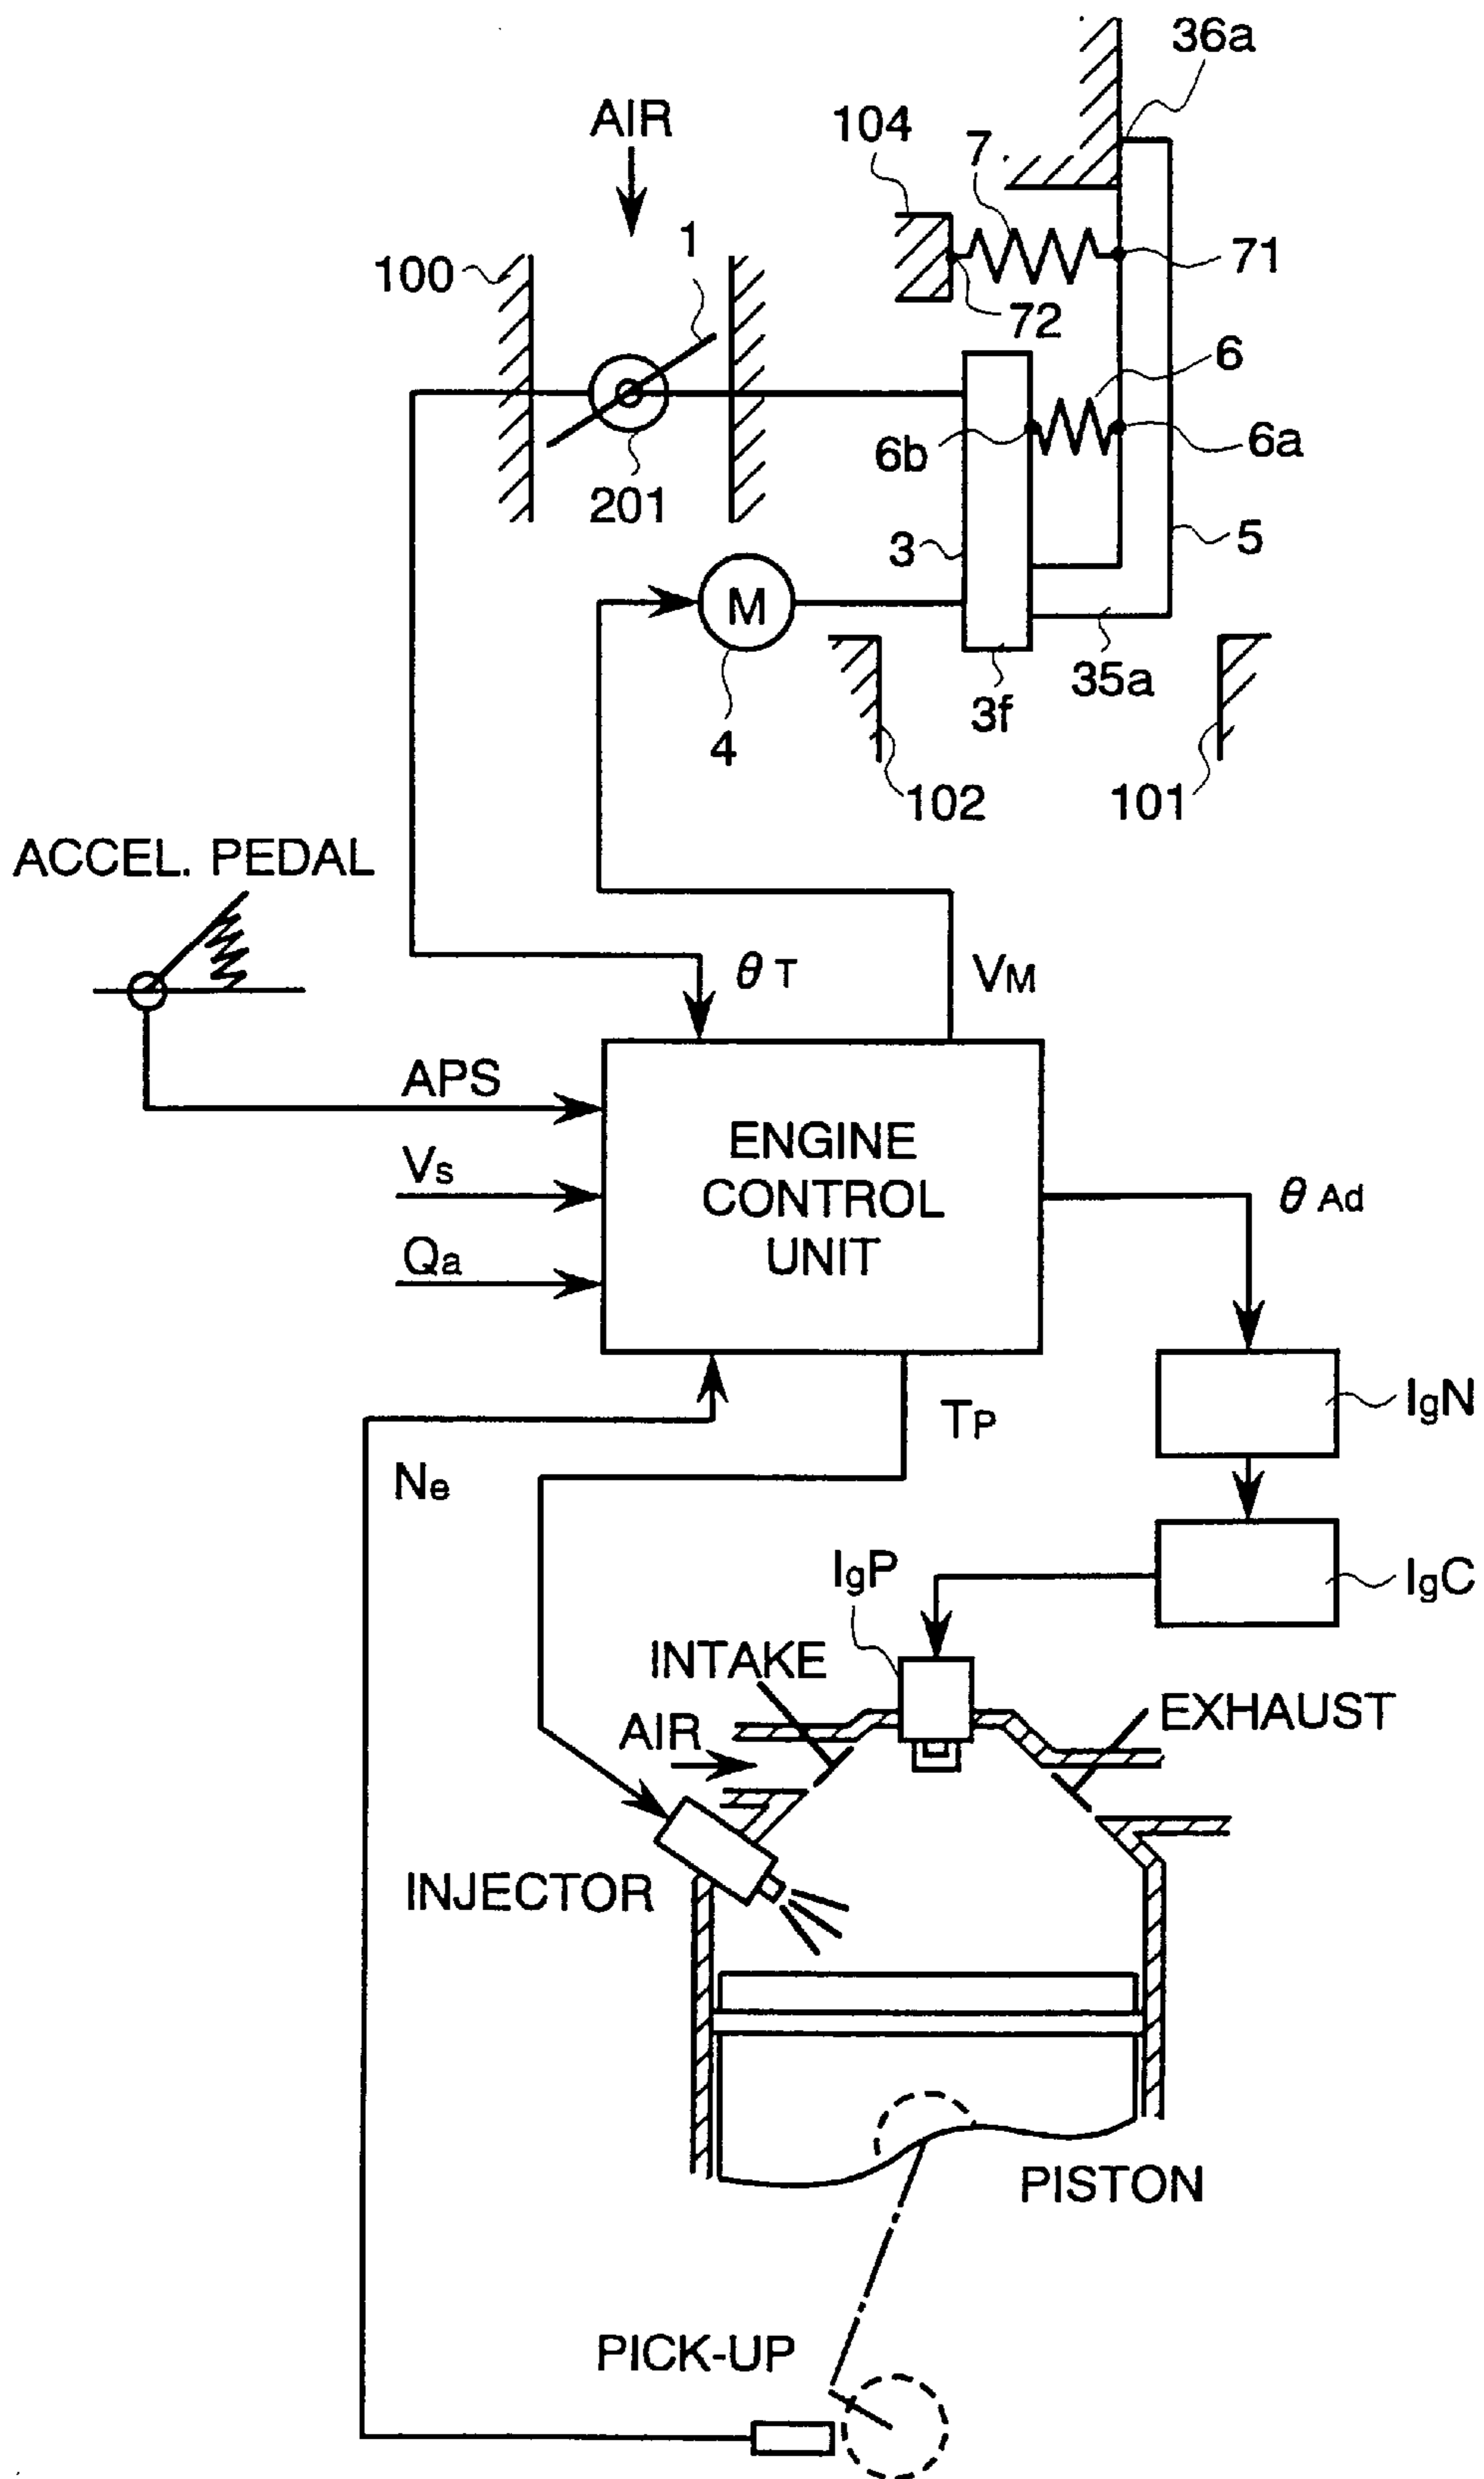 36a
AIR
104
7
1
100
71
72
6
6b
6a
201
3
5
M
35a
3f
4
102
101
ACCEL. PEDAL
θT
VM
APS
Vs
Qa
ENGINE
CONTROL
UNIT
θAd
IgN
TP
Ne
IgP
IgC
INTAKE
EXHAUST
AIR
INJECTOR
PISTON
PICK-UP